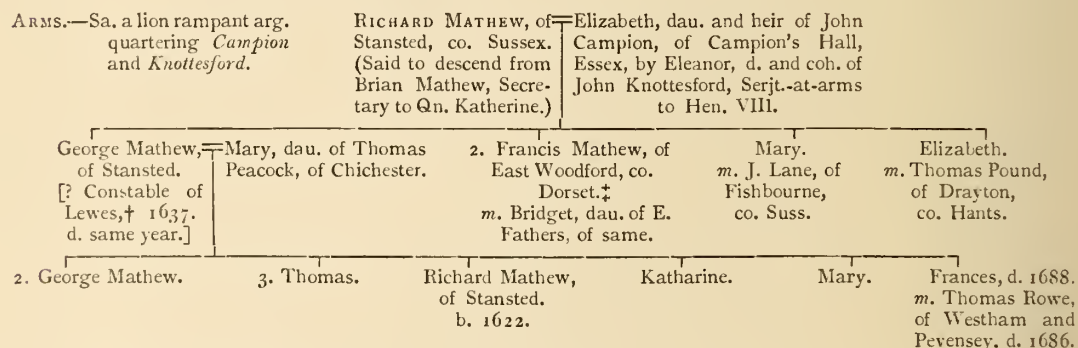 ARMS.—Sa. a lion rampant arg.
quartering Campion
and Knottesford.
RICHARD MATHEW, of
Stansted, co. Sussex.
(Said to descend from
Brian Mathew, Secre-
tary to Qn. Katherine.)
Elizabeth, dau. and heir of John
Campion, of Campion's Hall,
Essex, by Eleanor, d. and coh. of
John Knottesford, Serjt.-at-arms
to Hen. VIII.
George Mathew,
of Stansted.
[? Constable of
Lewes,† 1637.
d. same year.]
Mary, dau. of Thomas
Peacock, of Chichester.
2. Francis Mathew, of
East Woodford, co.
Dorset.‡
m. Bridget, dau. of E.
Fathers, of same.
Mary.
m. J. Lane, of
Fishbourne,
co. Suss.
Elizabeth.
m. Thomas Pound,
of Drayton,
co. Hants.
2. George Mathew.
3. Thomas.
Richard Mathew,
of Stansted.
b. 1622.
Katharine.
Mary.
Frances, d. 1688.
m. Thomas Rowe,
of Westham and
Pevensey, d. 1686.